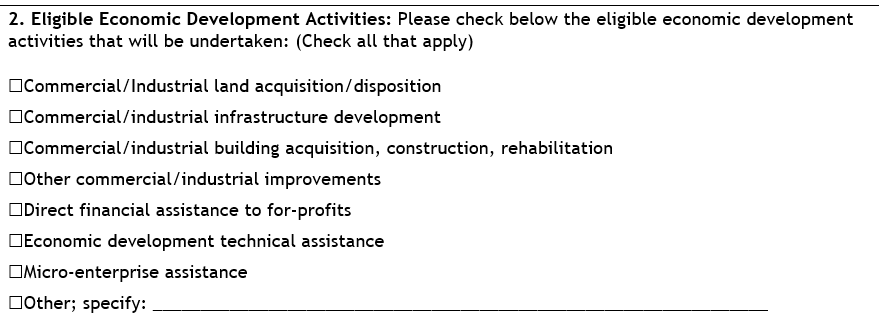 2. Eligible Economic Development Activities: Please check below the eligible economic development
activities that will be undertaken: (Check all that apply)
☐Commercial/Industrial land acquisition/disposition
☐Commercial/industrial infrastructure development
☐Commercial/industrial building acquisition, construction, rehabilitation
☐Other commercial/industrial improvements
☐Direct financial assistance to for-profits
☐Economic development technical assistance
☐Micro-enterprise assistance
☐Other; specify: ______________________________________________________________